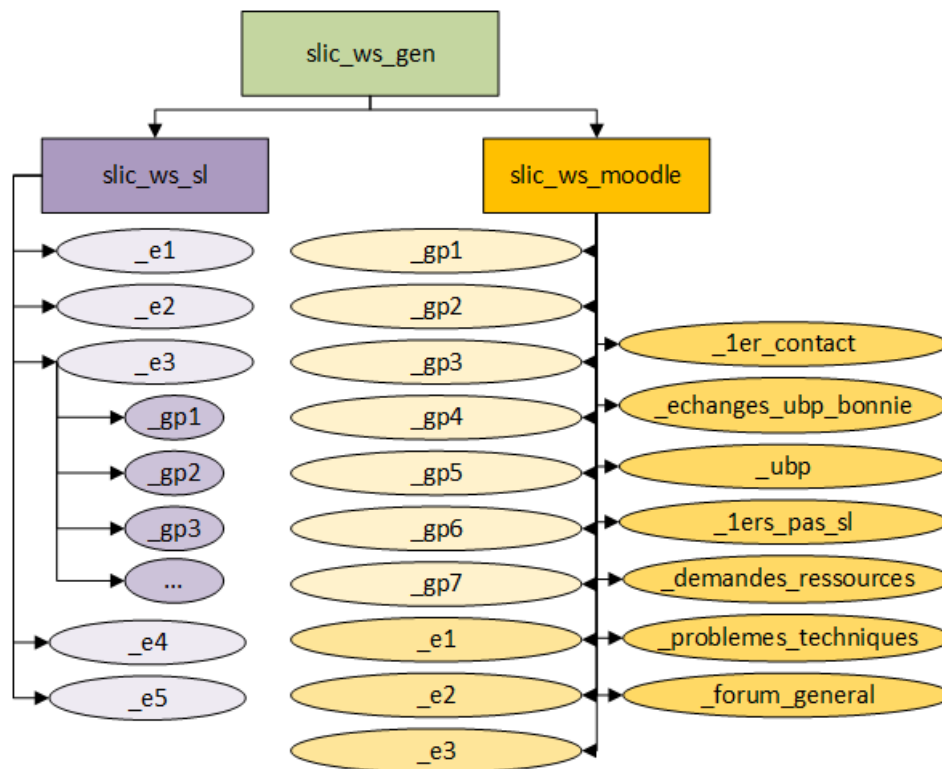 slic_ws_gen
slic_ws_sl
slic_ws_moodle
_e1
_e2
_e3
_gp1
_gp2
_gp3
...
_e4
_e5
_gp1
_gp2
_gp3
_gp4
_gp5
_gp6
_gp7
_e1
_e2
_e3
_1er_contact
_echanges_ubp_bonnie
_ubp
_1ers_pas_sl
_demandes_ressources
_problemes_techniques
_forum_general